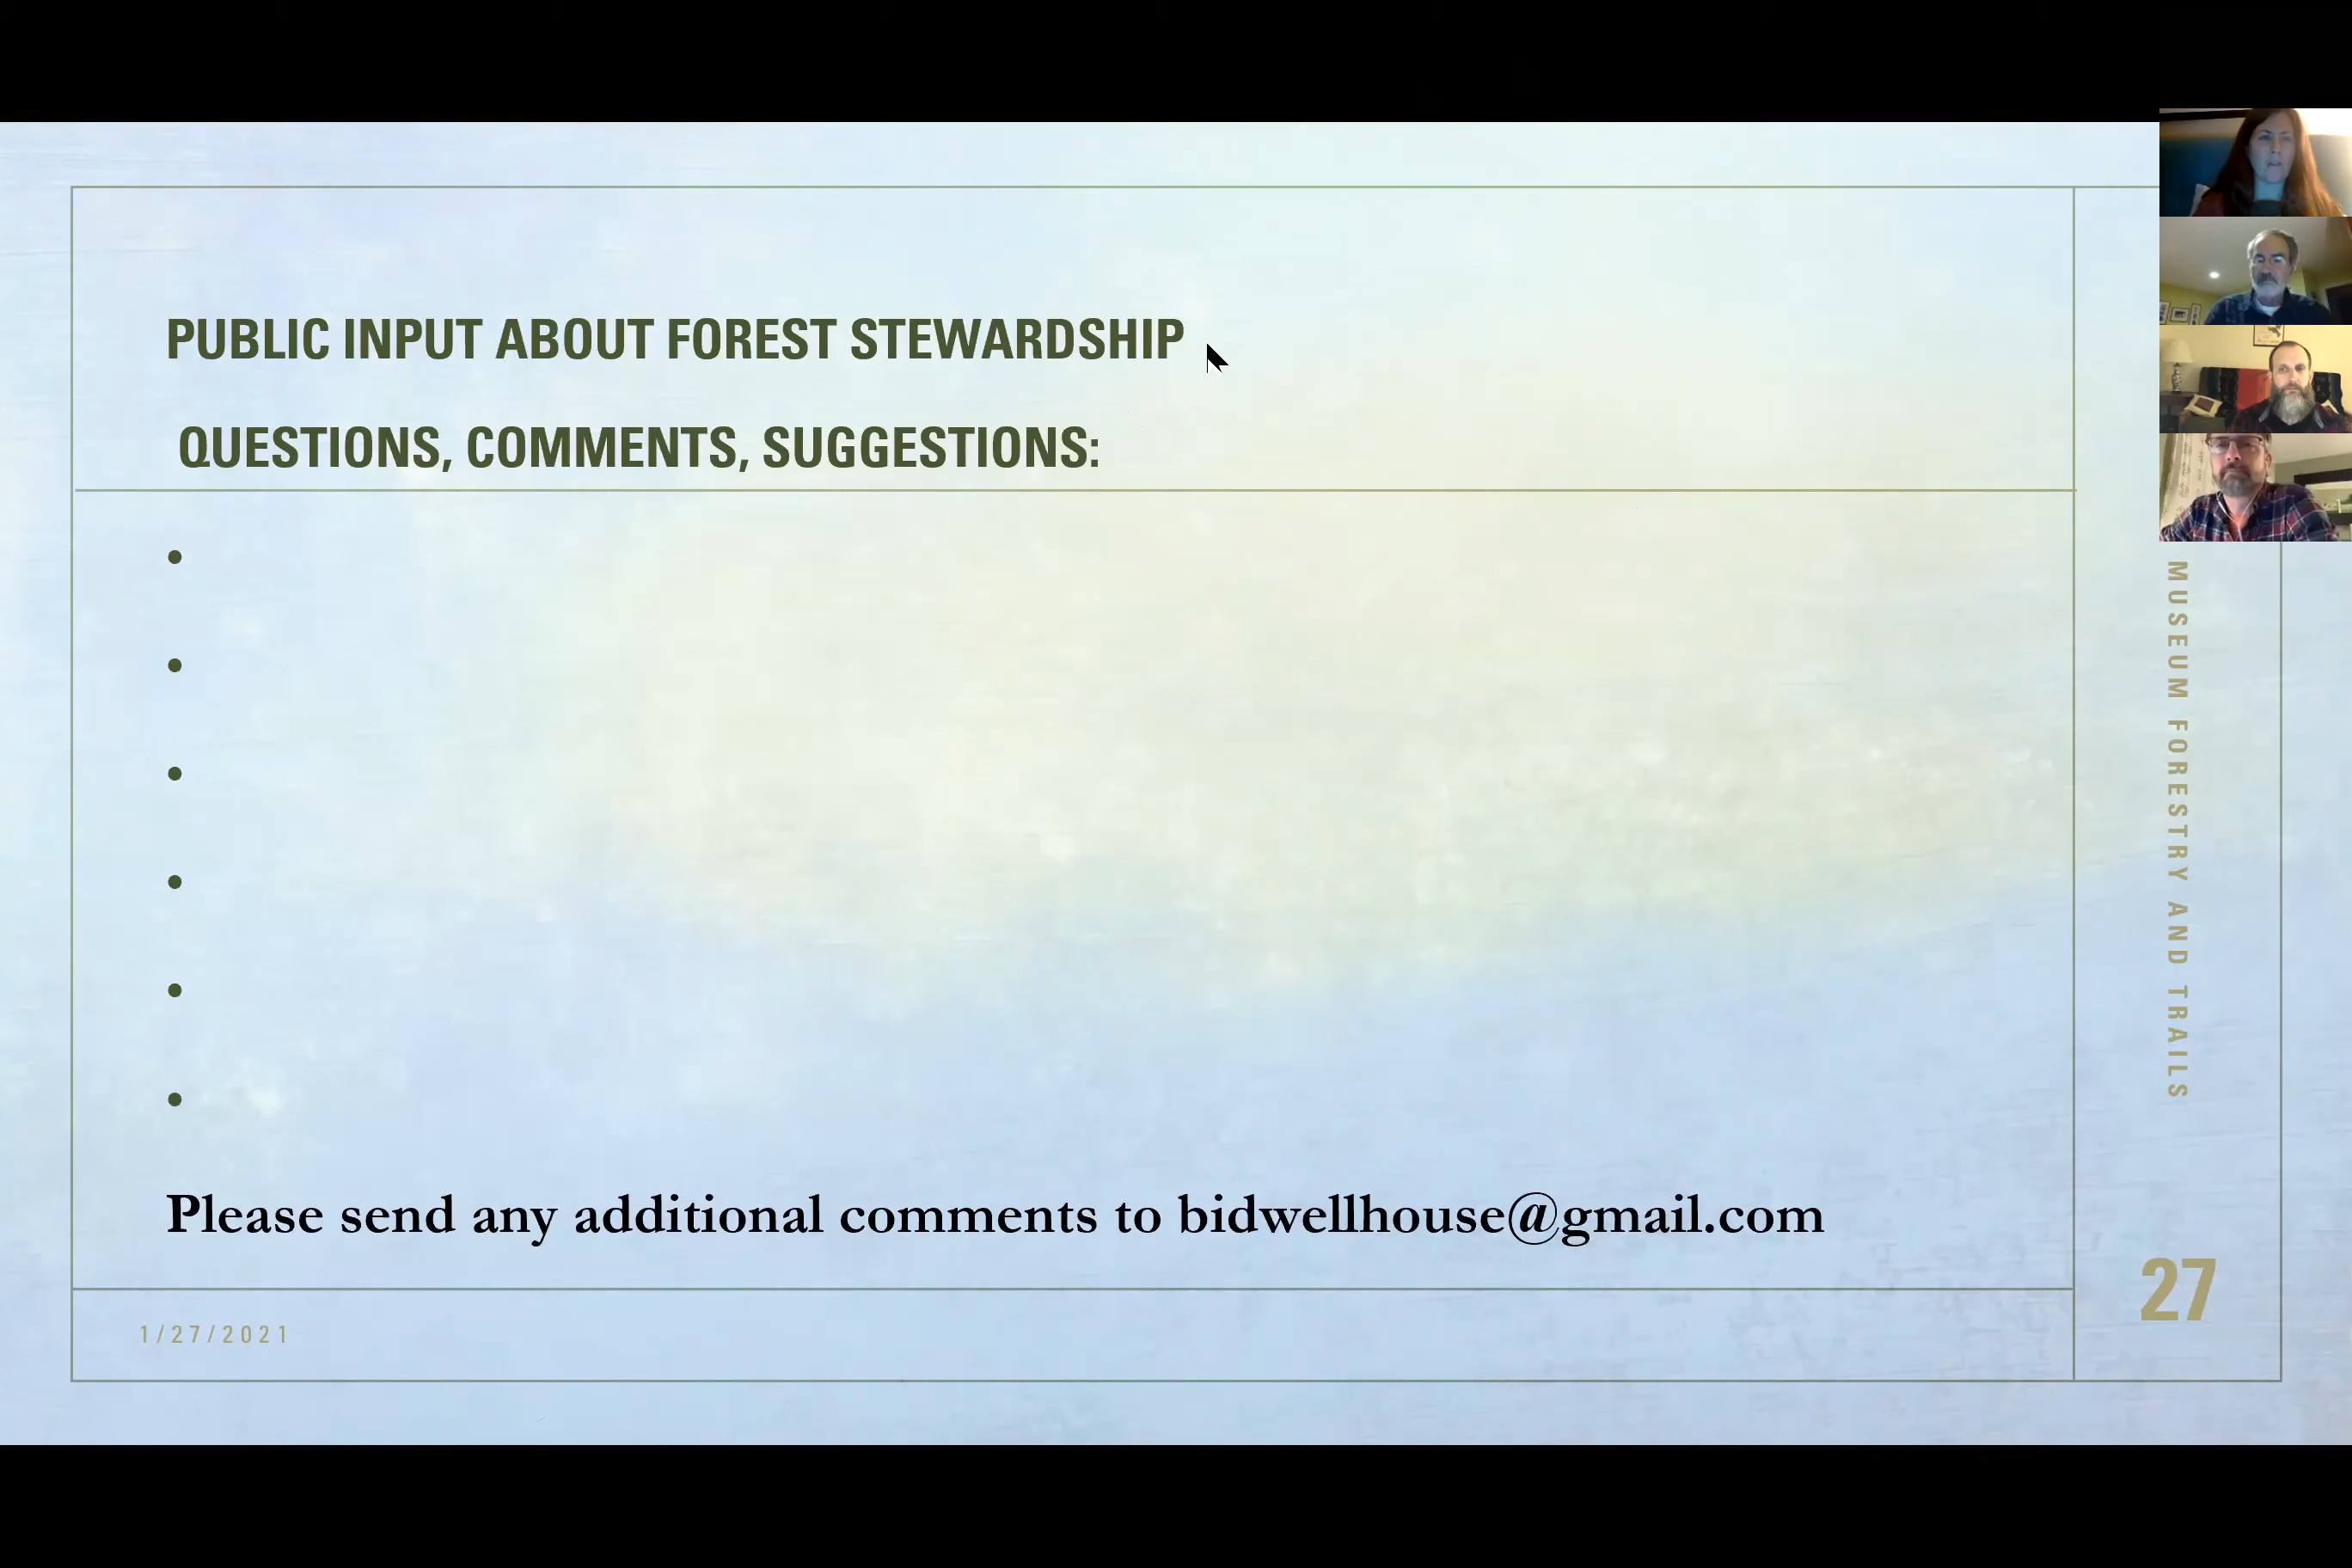 PUBLIC INPUT ABOUT FOREST STEWARDSHIP
QUESTIONS, COMMENTS, SUGGESTIONS:
•
•
•
•
•
•
Please send any additional comments to bidwellhouse@gmail.com
1/27/2021
MUSEUM FORESTRY AND TRAILS
27